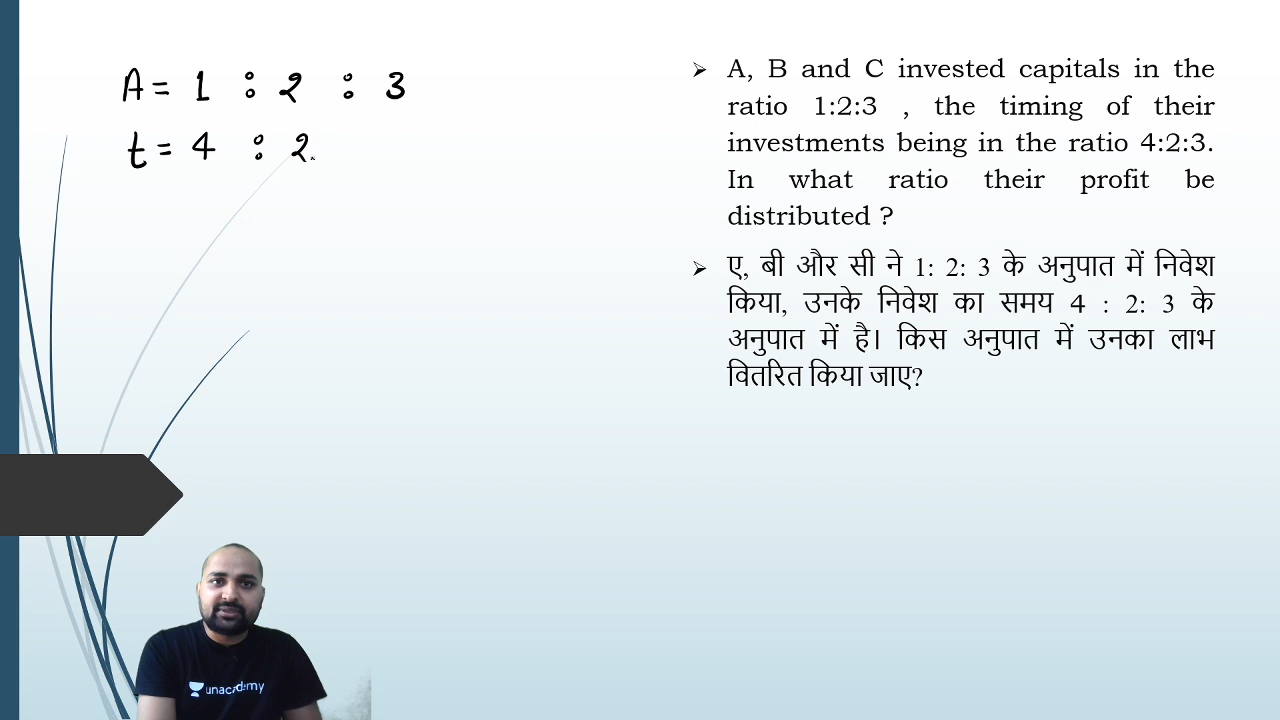 A = 1 : 2 : 3
t = 4 : 2
A, B and C invested capitals in the
ratio 1:2:3 , the timing of their
investments being in the ratio 4:2:3.
In what ratio their profit be
distributed ?
ए, बी और सी ने 1: 2: 3 के अनुपात में निवेश
किया, उनके निवेश का समय 4 : 2: 3 के
अनुपात में है। किस अनुपात में उनका लाभ
वितरित किया जाए?
unacademy